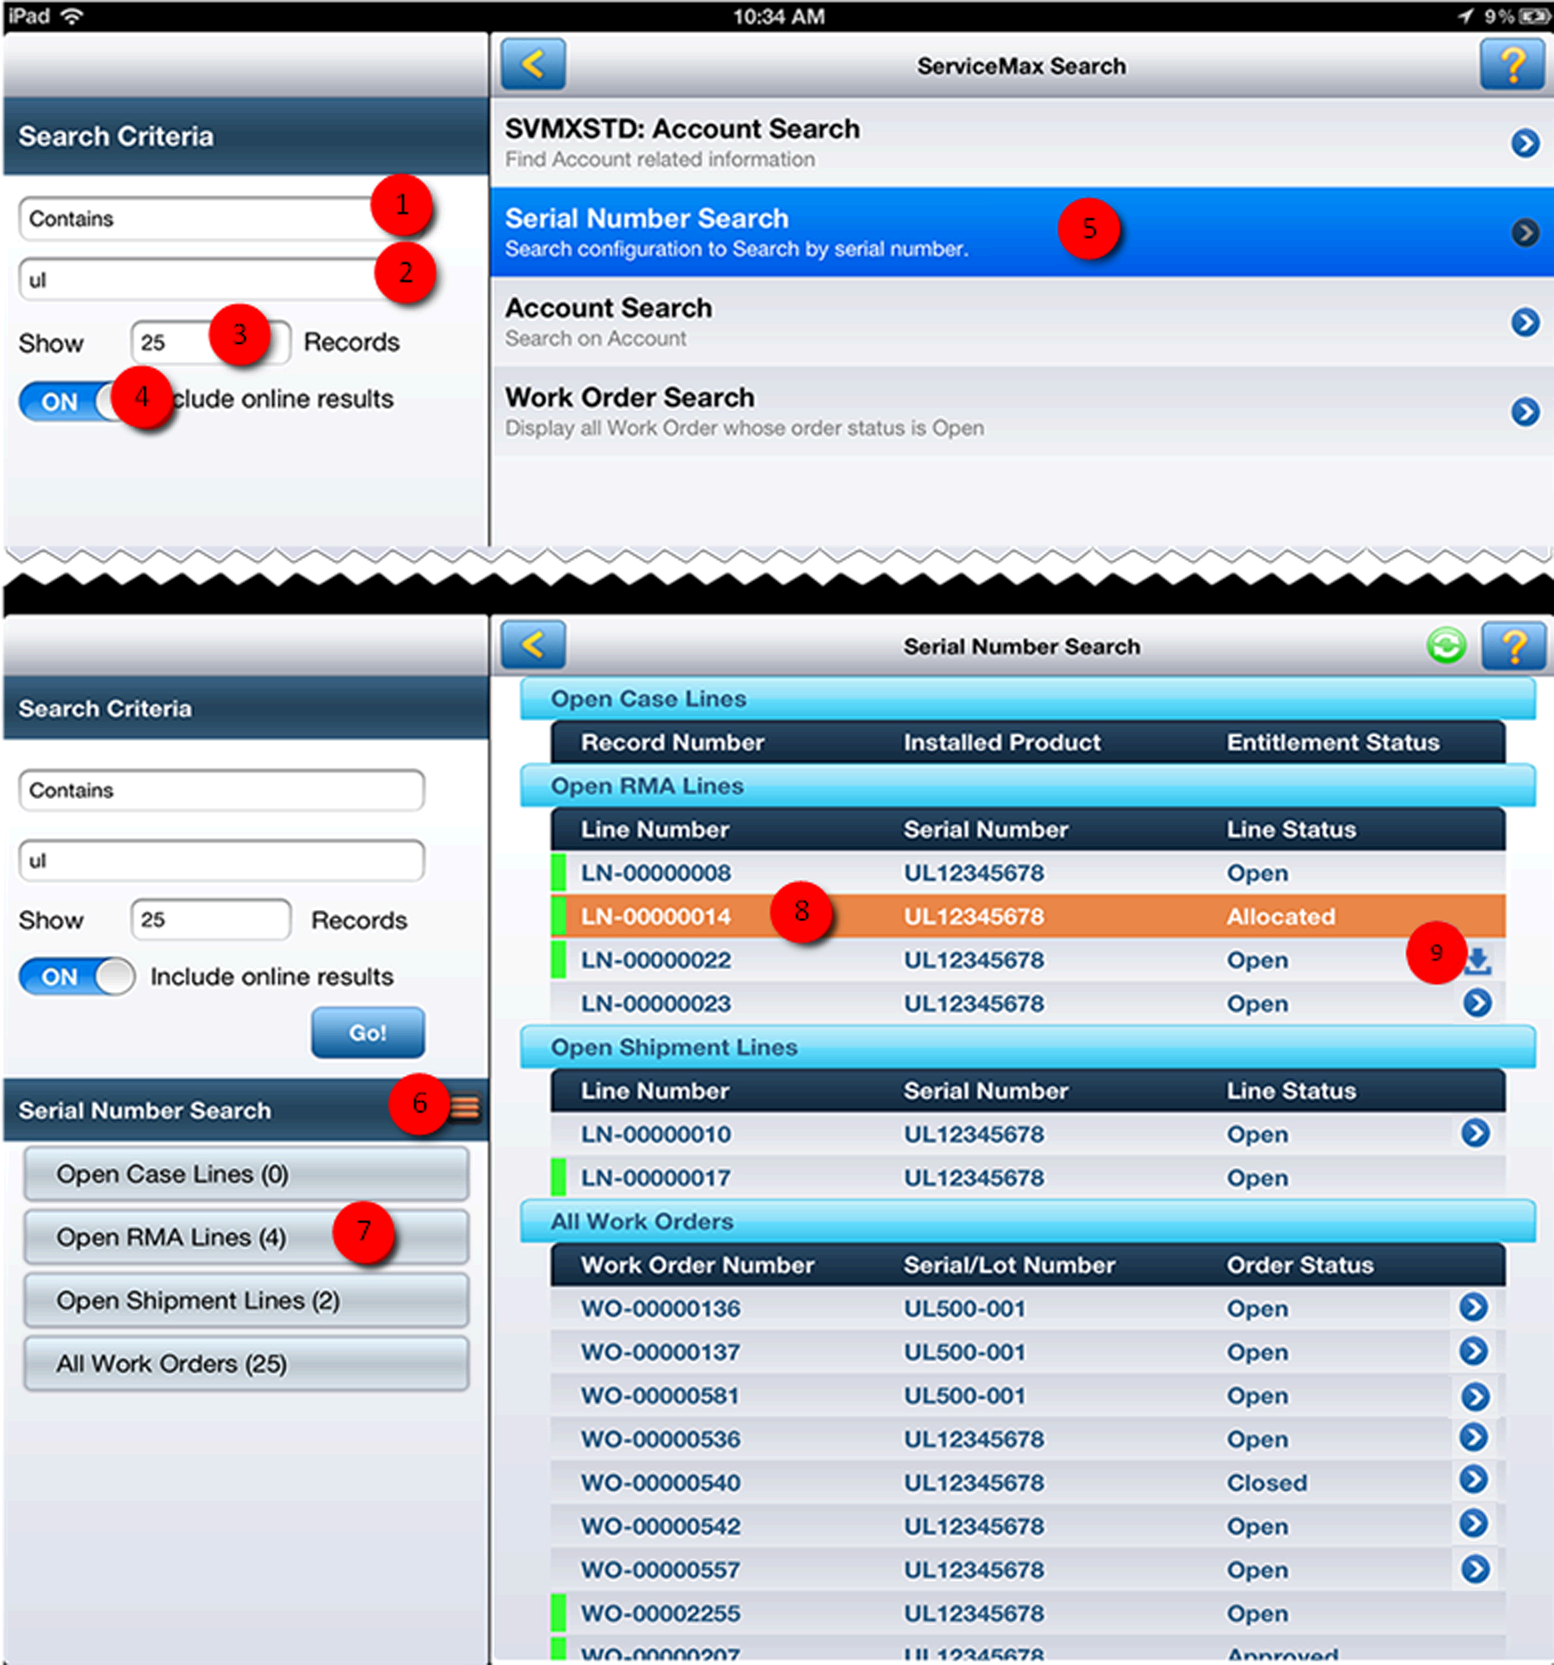 iPad 10:34 AM 9%
ServiceMax Search ?
Search Criteria
Contains 1
ul 2
Show 25 3 Records
ON 4 clude online results
SVMXSTD: Account Search
Find Account related information
Serial Number Search 5
Search configuration to Search by serial number.
Account Search
Search on Account
Work Order Search
Display all Work Order whose order status is Open
Serial Number Search ?
Search Criteria
Contains
ul
Show 25 Records
ON Include online results
Go!
Serial Number Search 6
Open Case Lines (0)
Open RMA Lines (4) 7
Open Shipment Lines (2)
All Work Orders (25)
Open Case Lines
Record Number Installed Product Entitlement Status
Open RMA Lines
Line Number Serial Number Line Status
LN-00000008 UL12345678 Open
LN-00000014 8 UL12345678 Allocated
LN-00000022 UL12345678 Open 9
LN-00000023 UL12345678 Open
Open Shipment Lines
Line Number Serial Number Line Status
LN-00000010 UL12345678 Open
LN-00000017 UL12345678 Open
All Work Orders
Work Order Number Serial/Lot Number Order Status
WO-00000136 UL500-001 Open
WO-00000137 UL500-001 Open
WO-00000581 UL500-001 Open
WO-00000536 UL12345678 Open
WO-00000540 UL12345678 Closed
WO-00000542 UL12345678 Open
WO-00000557 UL12345678 Open
WO-00002255 UL12345678 Open
WO-00000207 UL12345678 Approved